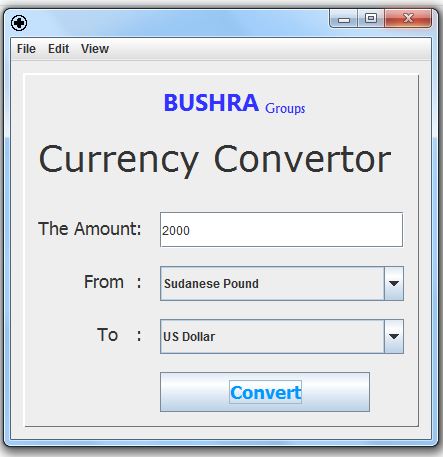 File Edit View
BUSHRA Groups
Currency Convertor
The Amount: 2000
From : Sudanese Pound
To : US Dollar
Convert